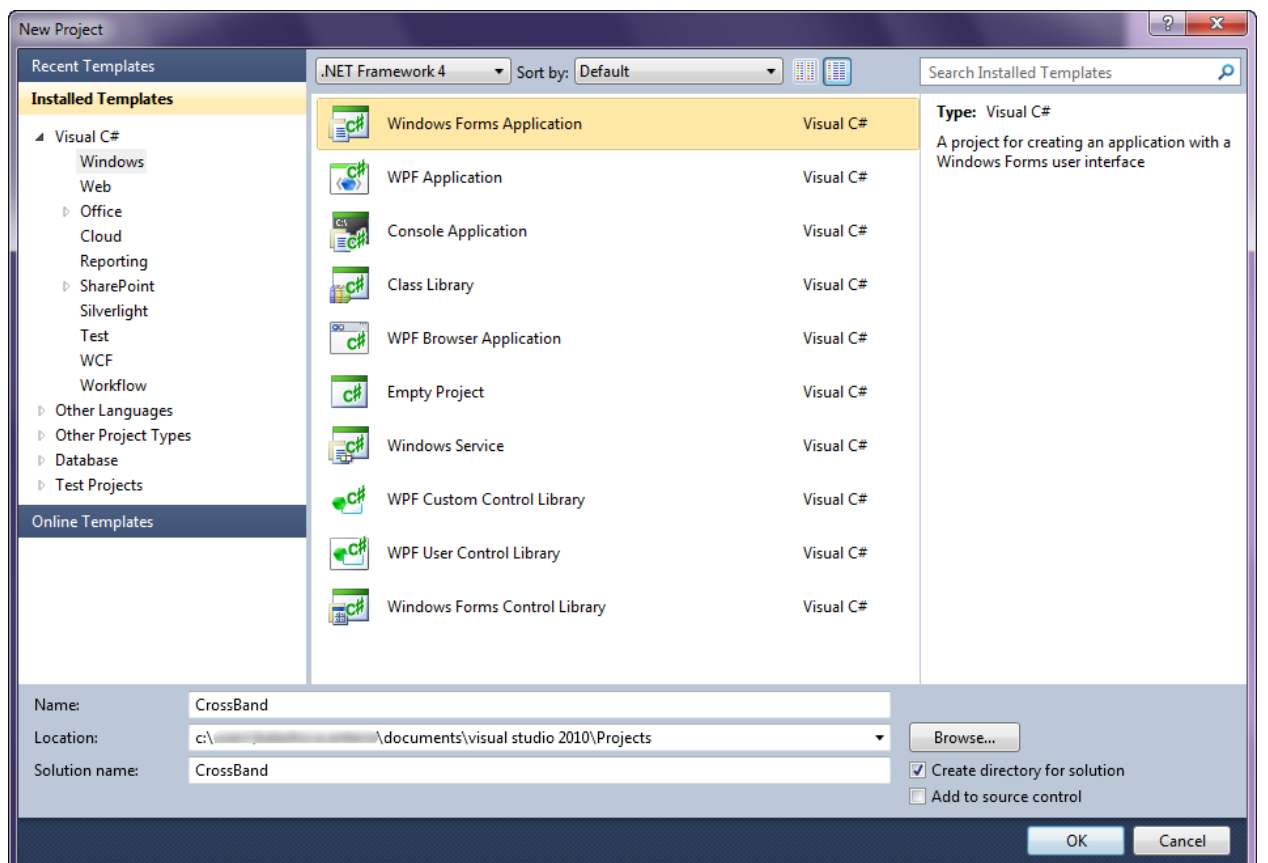 New Project
Recent Templates
.NET Framework 4 Sort by: Default
Search Installed Templates
Installed Templates
Visual C#
Windows
Web
Office
Cloud
Reporting
SharePoint
Silverlight
Test
WCF
Workflow
Other Languages
Other Project Types
Database
Test Projects
Online Templates
Windows Forms Application Visual C#
WPF Application Visual C#
Console Application Visual C#
Class Library Visual C#
WPF Browser Application Visual C#
Empty Project Visual C#
Windows Service Visual C#
WPF Custom Control Library Visual C#
WPF User Control Library Visual C#
Windows Forms Control Library Visual C#
Type: Visual C#
A project for creating an application with a
Windows Forms user interface
Name: CrossBand
Location: c:\ \documents\visual studio 2010\Projects
Browse...
Solution name: CrossBand
Create directory for solution
Add to source control
OK Cancel